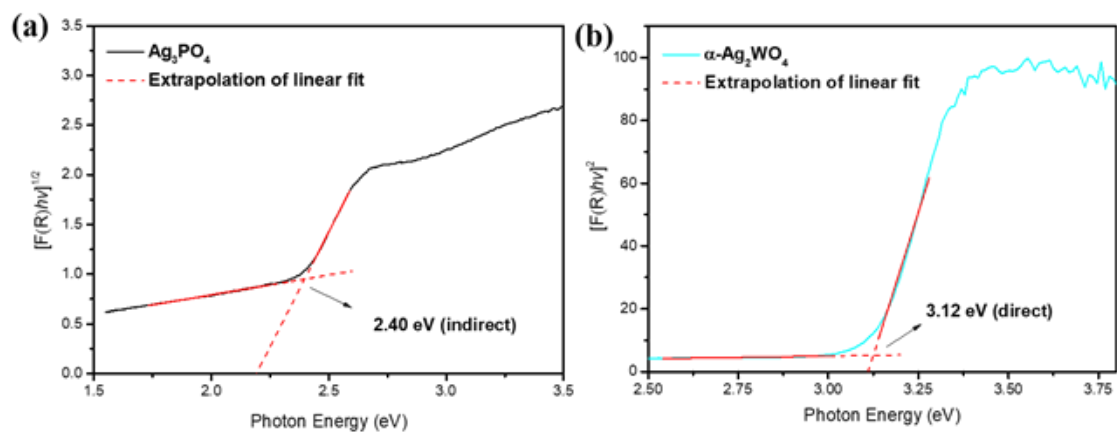 (a)
Ag₃PO₄
Extrapolation of linear fit
2.40 eV (indirect)
[F(R)hν]^1/2
3.5
3.0
2.5
2.0
1.5
1.0
0.5
0.0
1.5
2.0
2.5
3.0
3.5
Photon Energy (eV)
(b)
α-Ag₂WO₄
Extrapolation of linear fit
3.12 eV (direct)
[F(R)hν]²
100
80
60
40
20
0
2.50
2.75
3.00
3.25
3.50
3.75
Photon Energy (eV)